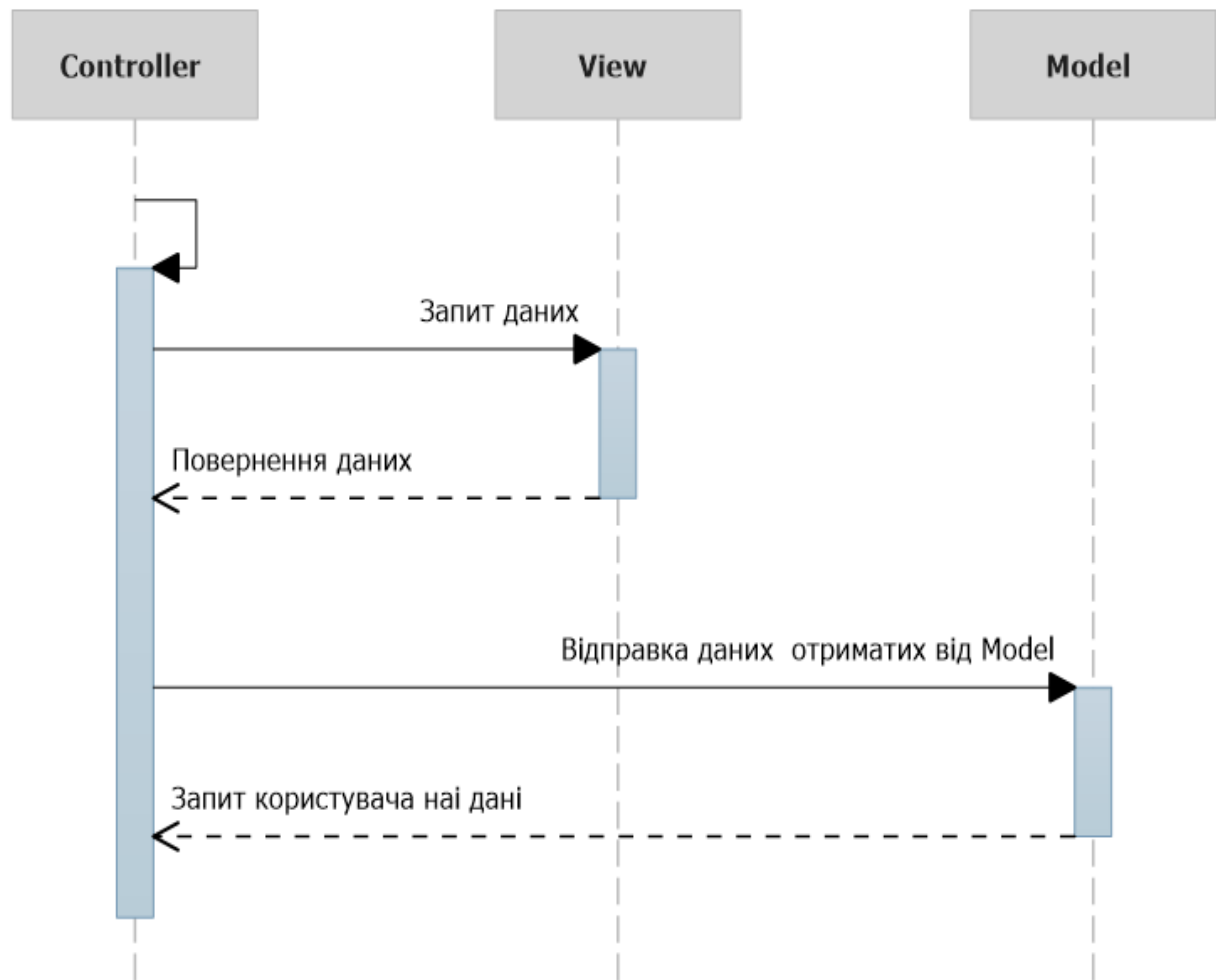 Controller
View
Model
Запит даних
Повернення даних
Відправка даних отриматих від Model
Запит користувача наі дані